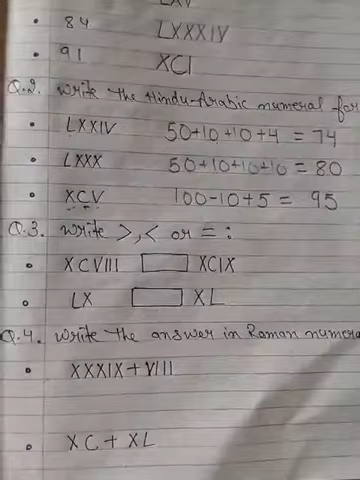 LXV
• 84 LXXXIV
• 91 XCI
Q.2. Write the Hindu-Arabic numeral for
• LXXIV 50+10+10+4 = 74
• LXXX 50+10+10+10 = 80
• XCV 100-10+5 = 95
Q.3. Write >, < or = :
• XCVIII XCIX
• LX XL
Q.4. Write the answer in Roman numera
• XXXIX + VIII
• XC + XL